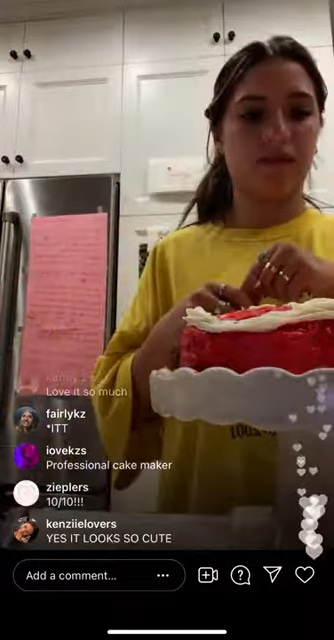 Love it so much
fairlykz
*ITT
iovekzs
Professional cake maker
zieplers
10/10!!!
kenziielovers
YES IT LOOKS SO CUTE
Add a comment...